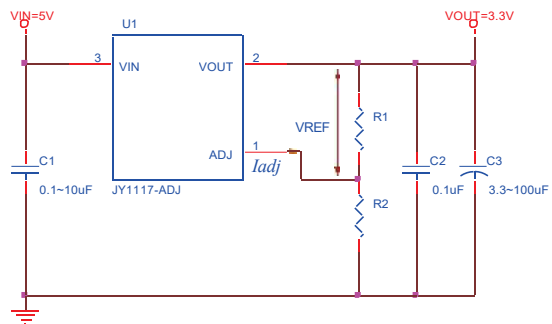 VIN=5V
VOUT=3.3V
U1
3
VIN
VOUT
2
R1
VREF
ADJ
1
Iadj
C1
C2
C3
0.1~10uF
JY1117-ADJ
0.1uF
3.3~100uF
R2